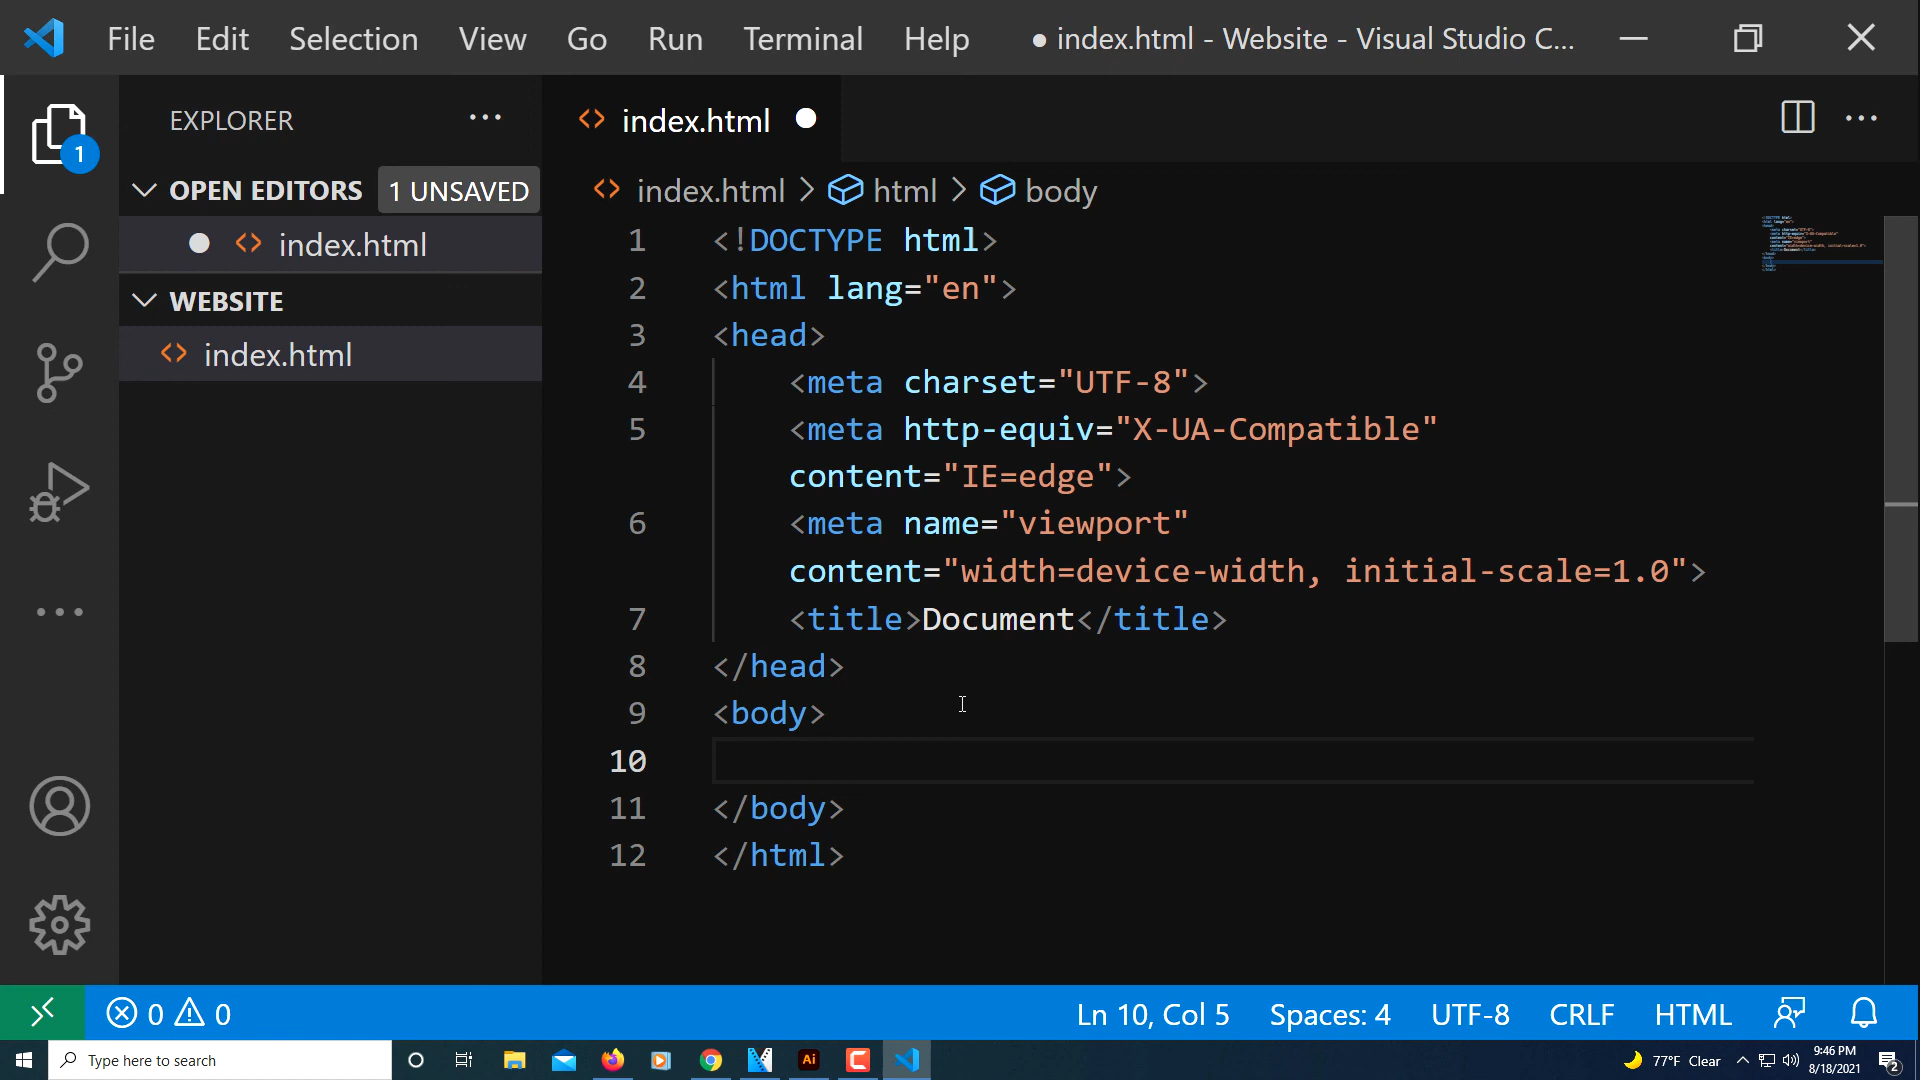 File Edit Selection View Go Run Terminal Help ● index.html - Website - Visual Studio C...
EXPLORER ...
index.html
OPEN EDITORS 1 UNSAVED
index.html
WEBSITE
index.html
1
index.html > html > body
1 <!DOCTYPE html>
2 <html lang="en">
3 <head>
4 <meta charset="UTF-8">
5 <meta http-equiv="X-UA-Compatible"
content="IE=edge">
6 <meta name="viewport"
content="width=device-width, initial-scale=1.0">
7 <title>Document</title>
8 </head>
9 <body>
10
11 </body>
12 </html>
0 0 Ln 10, Col 5 Spaces: 4 UTF-8 CRLF HTML
Type here to search
Ai
77°F Clear
9:46 PM
8/18/2021
2